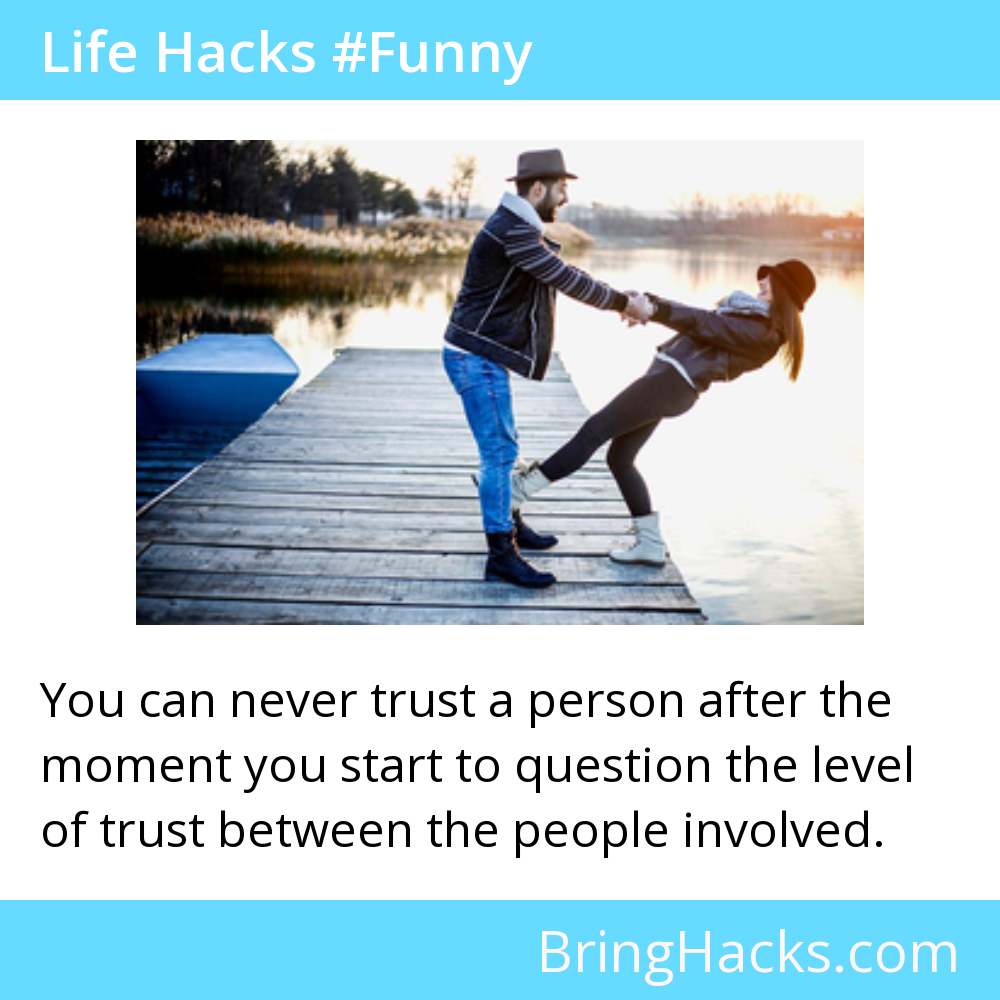 Life Hacks #Funny
You can never trust a person after the
moment you start to question the level
of trust between the people involved.
BringHacks.com